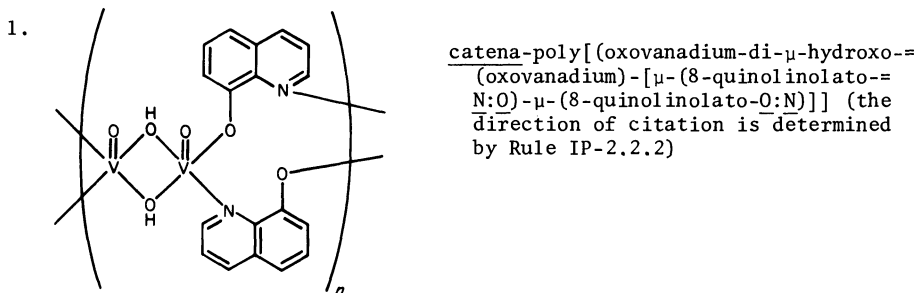 1.
catena-poly[(oxovanadium-di-μ-hydroxo-=
(oxovanadium)-[μ-(8-quinolinolato-=
N:O)-μ-(8-quinolinolato-O:N)]] (the
direction of citation is determined
by Rule IP-2.2.2)
N
O H O O
V V O
O N
H
n